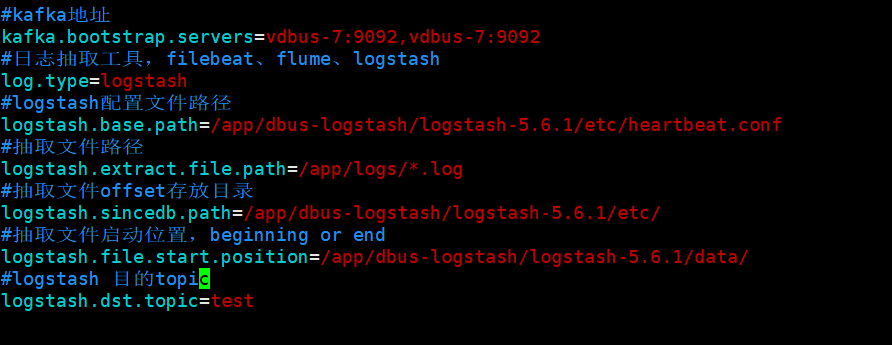 #kafka地址
kafka.bootstrap.servers=vdbus-7:9092,vdbus-7:9092
#日志抽取工具，filebeat、flume、logstash
log.type=logstash
#logstash配置文件路径
logstash.base.path=/app/dbus-logstash/logstash-5.6.1/etc/heartbeat.conf
#抽取文件路径
logstash.extract.file.path=/app/logs/*.log
#抽取文件offset存放目录
logstash.sincedb.path=/app/dbus-logstash/logstash-5.6.1/etc/
#抽取文件启动位置，beginning or end
logstash.file.start.position=/app/dbus-logstash/logstash-5.6.1/data/
#logstash 目的topic
logstash.dst.topic=test